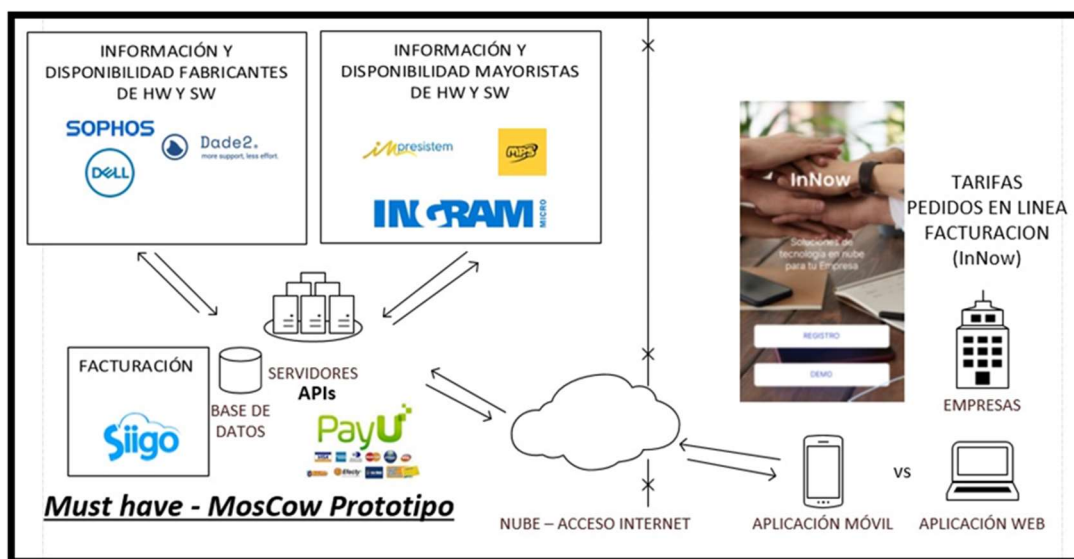 INFORMACIÓN Y
DISPONIBILIDAD FABRICANTES
DE HW Y SW
SOPHOS
DELL
Dade2.
more support, less effort.
INFORMACIÓN Y
DISPONIBILIDAD MAYORISTAS
DE HW Y SW
impresistem
MPS
INGRAM
MICRO
InNow
Soluciones de
tecnología en nube
para tu Empresa
REGISTRO
DEMO
TARIFAS
PEDIDOS EN LINEA
FACTURACION
(InNow)
EMPRESAS
FACTURACIÓN
Siigo
BASE DE
DATOS
SERVIDORES
APIs
PayU
VISA
Efecty
Must have - MosCow Prototipo
NUBE – ACCESO INTERNET
APLICACIÓN MÓVIL
vs
APLICACIÓN WEB